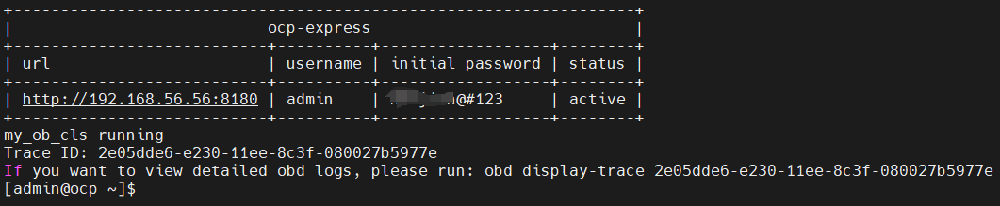 +--------------------------------------------------------------------+
| ocp-express |
+---------------------------+----------+------------------+--------+
| url | username | initial password | status |
+---------------------------+----------+------------------+--------+
| http://192.168.56.56:8180 | admin | @#123 | active |
+---------------------------+----------+------------------+--------+
my_ob_cls running
Trace ID: 2e05dde6-e230-11ee-8c3f-080027b5977e
If you want to view detailed obd logs, please run: obd display-trace 2e05dde6-e230-11ee-8c3f-080027b5977e
[admin@ocp ~]$